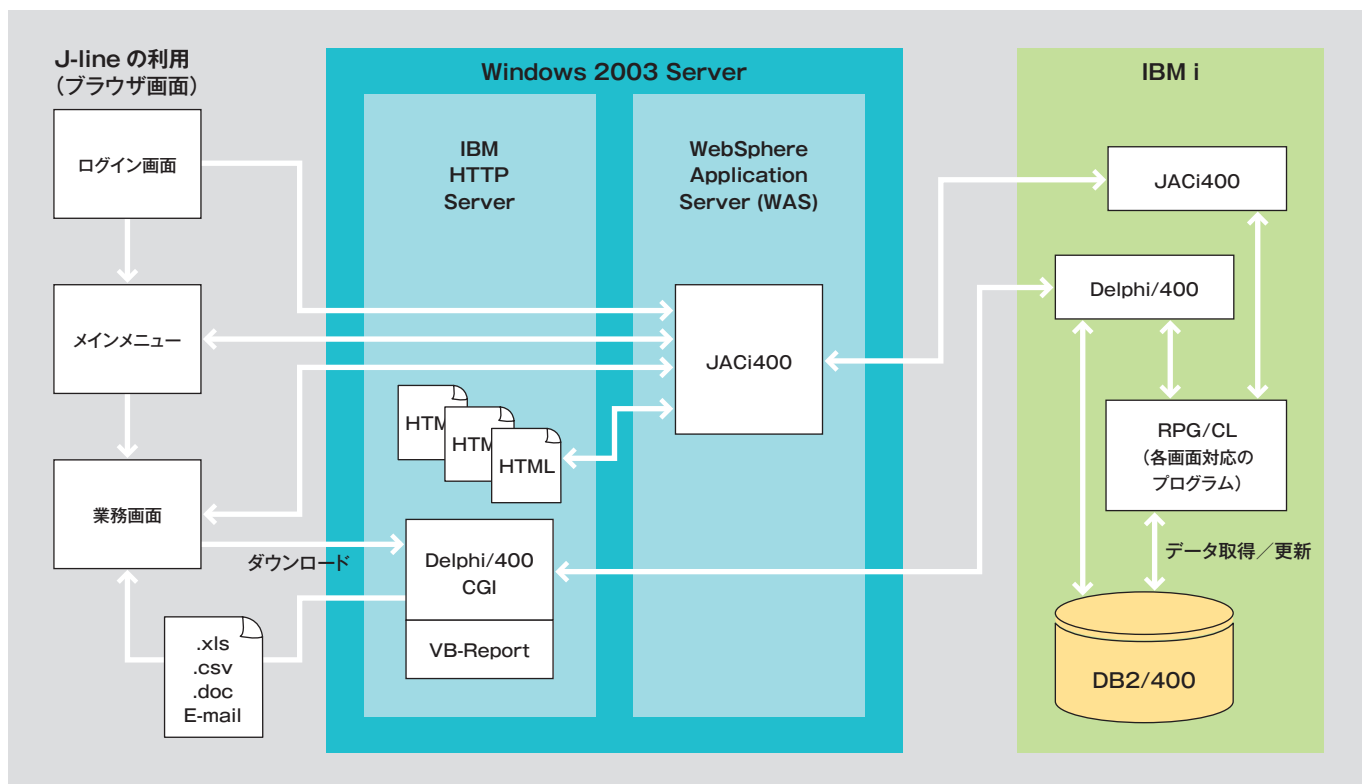 J-line の利用
（ブラウザ画面）
ログイン画面
メインメニュー
業務画面
ダウンロード
.xls
.csv
.doc
E-mail
Windows 2003 Server
IBM
HTTP
Server
HTM
HTM
HTML
Delphi/400
CGI
VB-Report
WebSphere
Application
Server (WAS)
JACi400
IBM i
JACi400
Delphi/400
RPG/CL
（各画面対応の
プログラム）
データ取得／更新
DB2/400